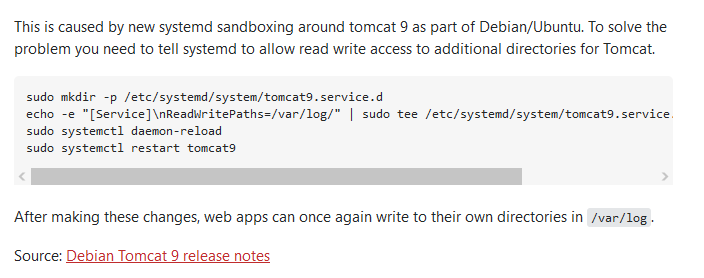 This is caused by new systemd sandboxing around tomcat 9 as part of Debian/Ubuntu. To solve the
problem you need to tell systemd to allow read write access to additional directories for Tomcat.
sudo mkdir -p /etc/systemd/system/tomcat9.service.d
echo -e "[Service]\nReadWritePaths=/var/log/" | sudo tee /etc/systemd/system/tomcat9.service.
sudo systemctl daemon-reload
sudo systemctl restart tomcat9
After making these changes, web apps can once again write to their own directories in /var/log.
Source: Debian Tomcat 9 release notes